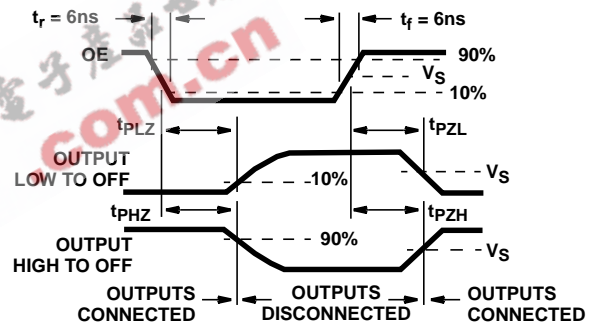 tr = 6ns
tf = 6ns
OE
90%
VS
10%
tPLZ
tPZL
OUTPUT
LOW TO OFF
10%
VS
tPHZ
tPZH
OUTPUT
HIGH TO OFF
90%
VS
OUTPUTS
CONNECTED
OUTPUTS
DISCONNECTED
OUTPUTS
CONNECTED
.com.cn